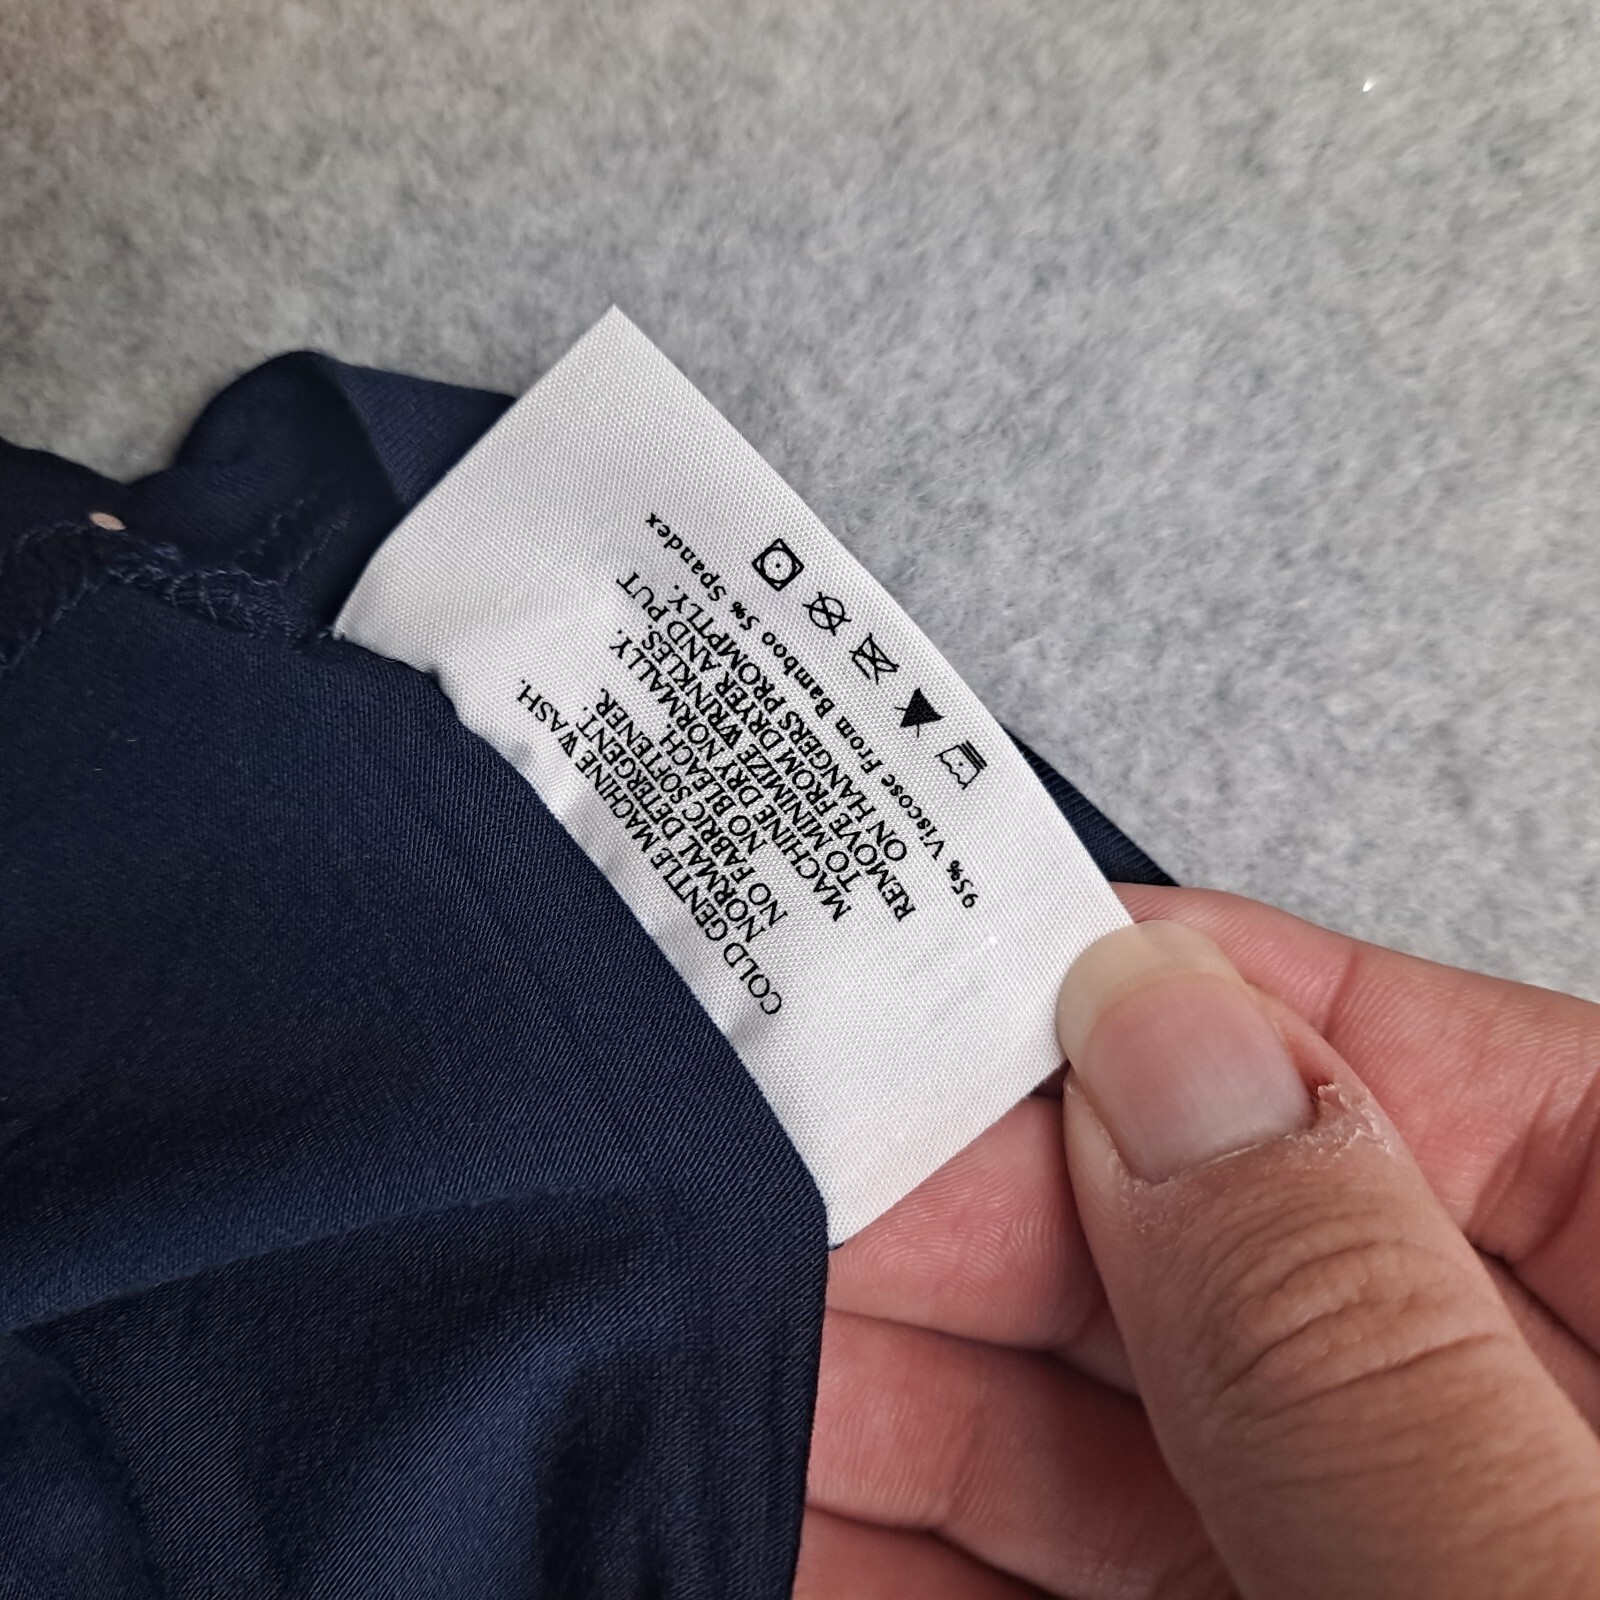 COLD GENTLE MACHINE WASH.
NORMAL DETERGENT.
NO FABRIC SOFTENER.
NO BLEACH.
MACHINE DRY NORMALLY.
TO MINIMIZE WRINKLES,
REMOVE FROM DRYER AND PUT
ON HANGERS PROMPTLY.
95% Viscose From Bamboo 5% Spandex